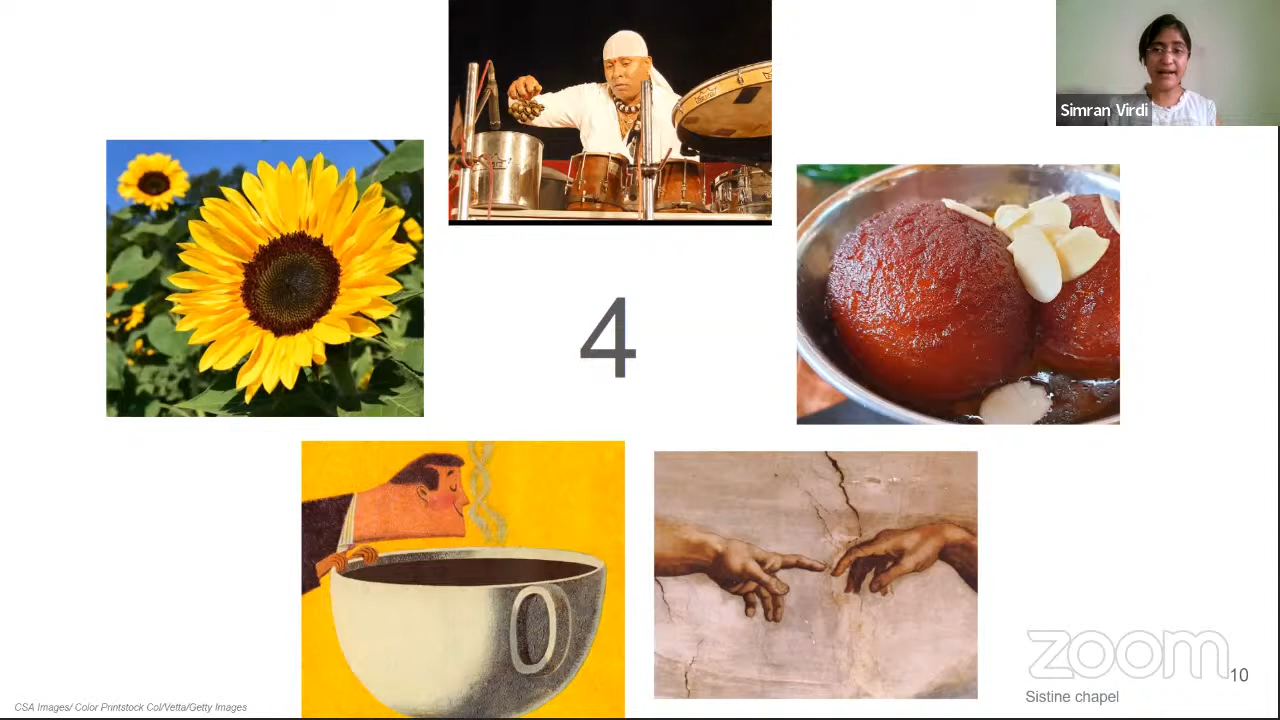 Simran Virdi
4
zoom
10
Sistine chapel
CSA Images/ Color Printstock Col/Vetta/Getty Images